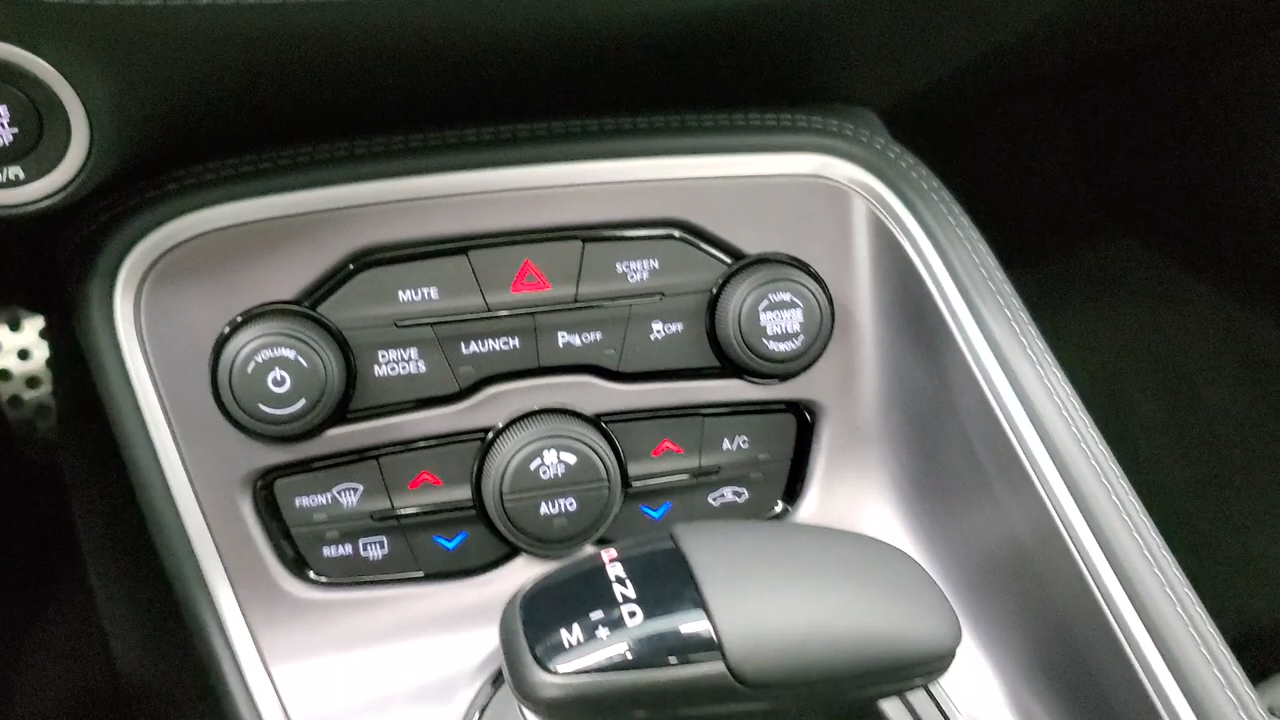 MUTE
SCREEN
OFF
VOLUME
DRIVE
MODES
LAUNCH
P OFF
OFF
TUNE
BROWSE
ENTER
SCROLL
FRONT
REAR
OFF
AUTO
A/C
P
R
N
D
M
-
+